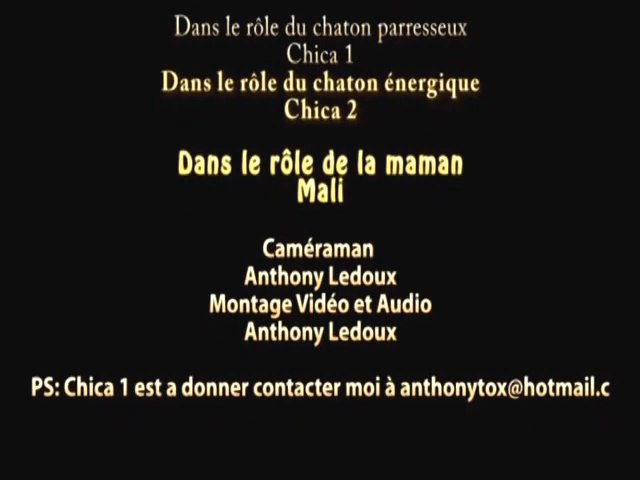 Dans le rôle du chaton parresseux
Chica 1
Dans le rôle du chaton énergique
Chica 2
Dans le rôle de la maman
Mali
Caméraman
Anthony Ledoux
Montage Vidéo et Audio
Anthony Ledoux
PS: Chica 1 est a donner contacter moi à anthonytox@hotmail.c